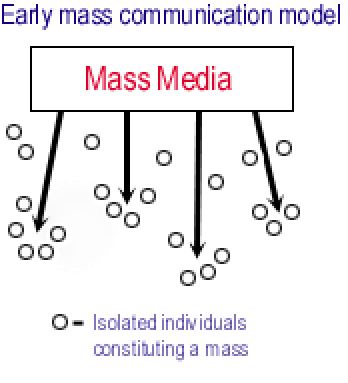 Early mass communication model
Mass Media
O = Isolated individuals
constituting a mass